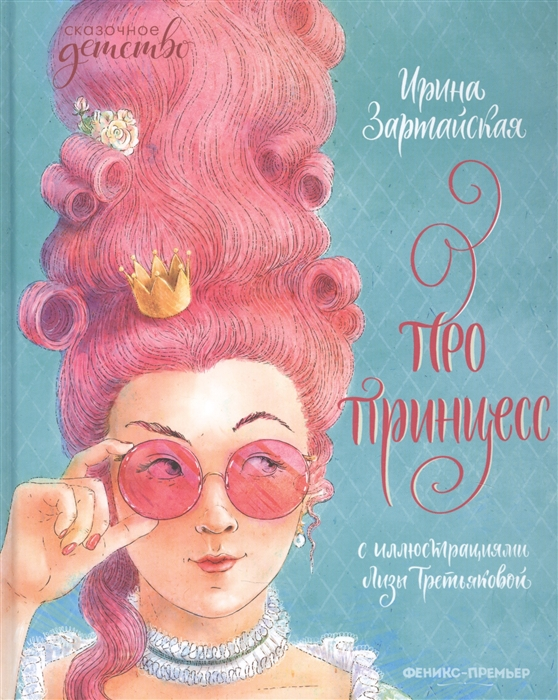 сказочное
детство
Ирина
Зартайская
Про
принцесс
с иллюстрациями
Лизы Третьяковой
ФЕНИКС-ПРЕМЬЕР